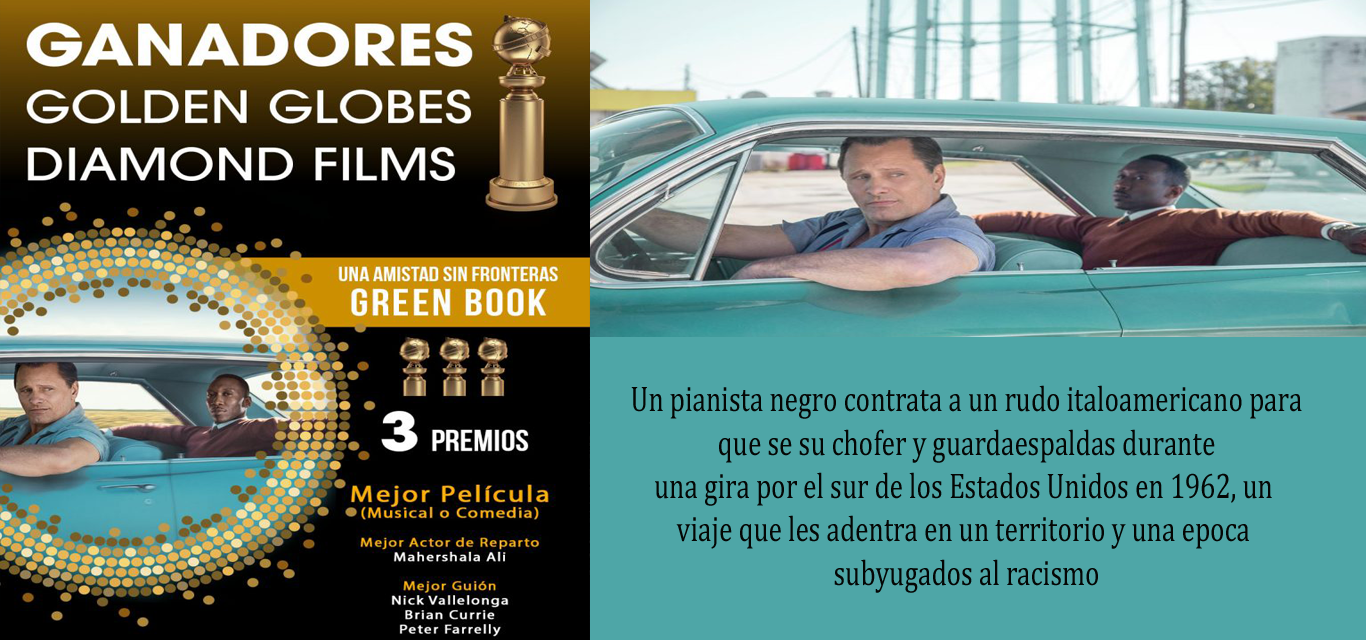 GANADORES
GOLDEN GLOBES
DIAMOND FILMS
UNA AMISTAD SIN FRONTERAS
GREEN BOOK
3 PREMIOS
Mejor Película
(Musical o Comedia)
Mejor Actor de Reparto
Mahershala Ali
Mejor Guión
Nick Vallelonga
Brian Currie
Peter Farrelly
Un pianista negro contrata a un rudo italoamericano para
que se su chofer y guardaespaldas durante
una gira por el sur de los Estados Unidos en 1962, un
viaje que les adentra en un territorio y una epoca
subyugados al racismo